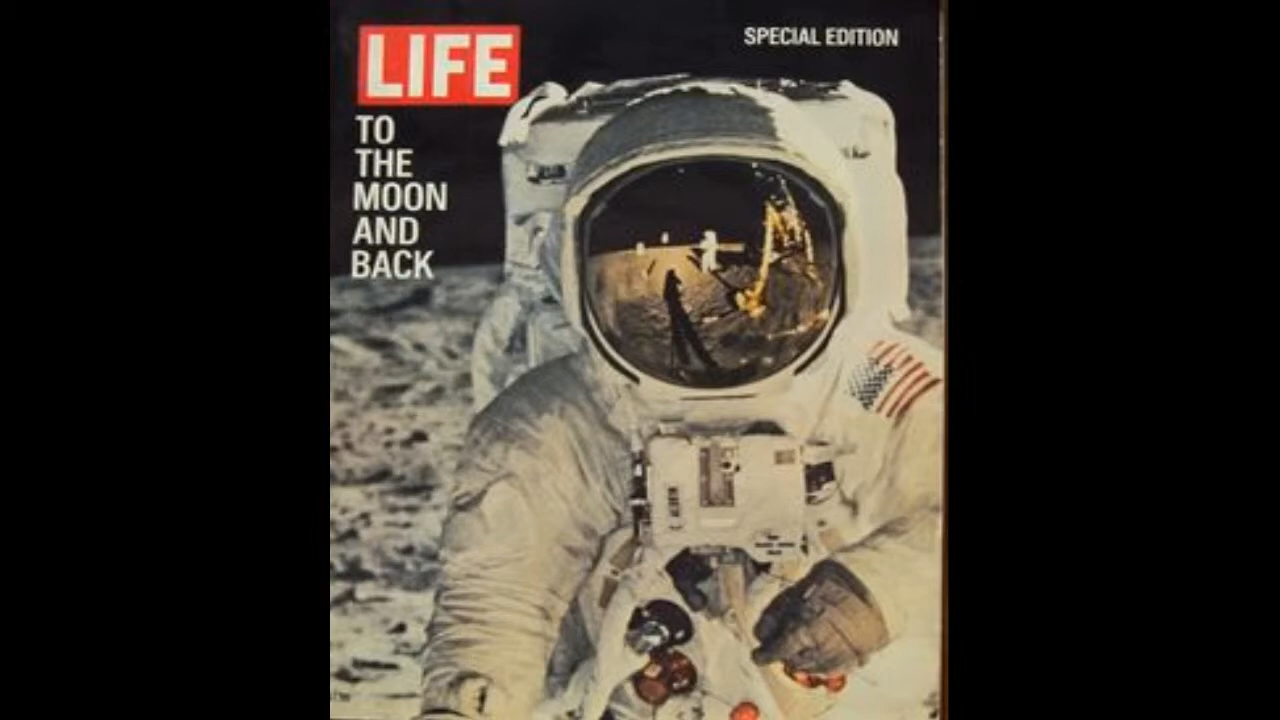 LIFE
SPECIAL EDITION
TO
THE
MOON
AND
BACK